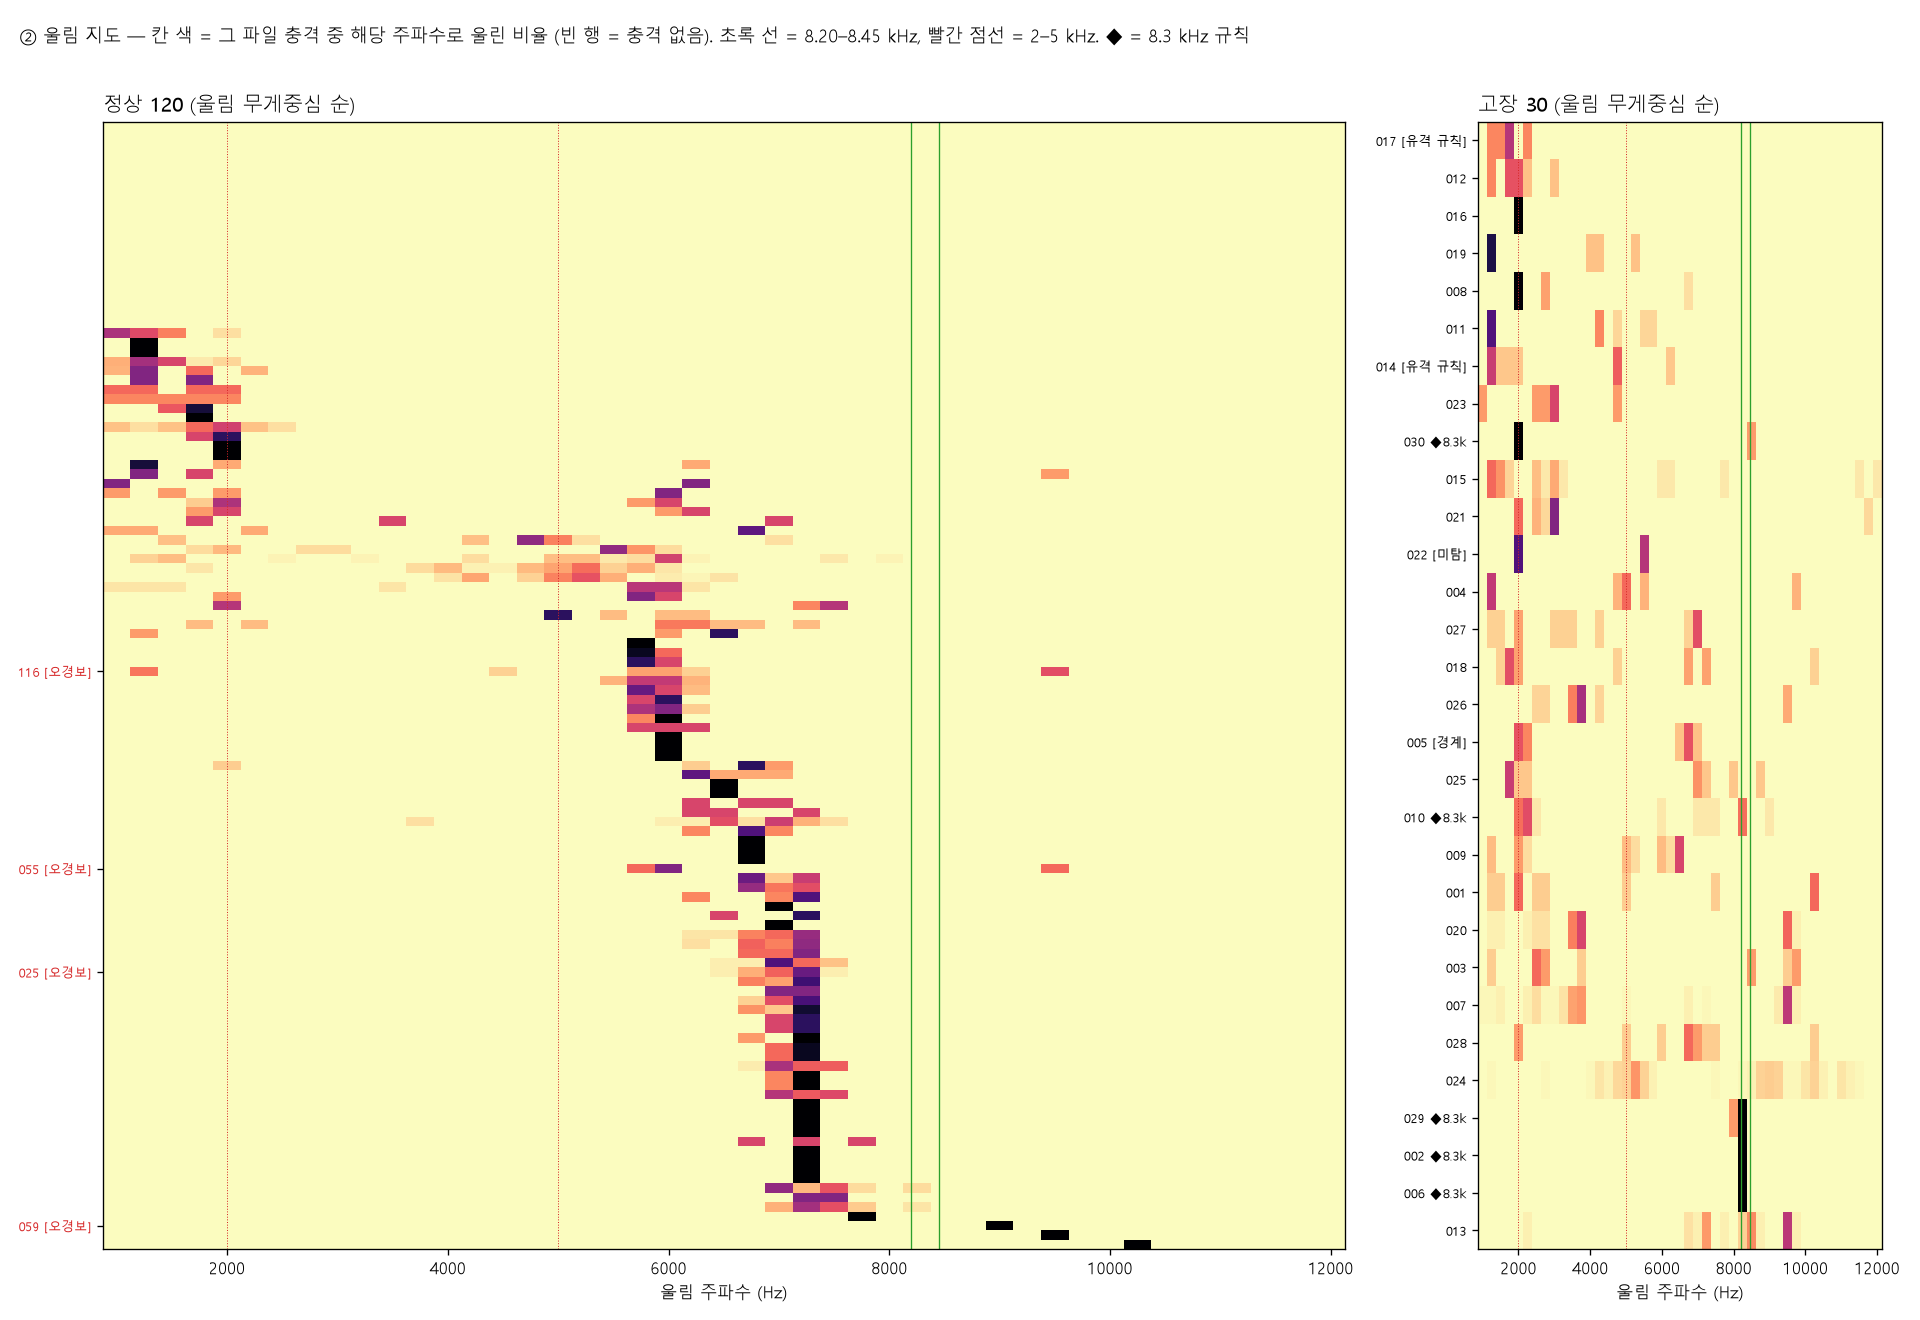 ② 울림 지도 — 칸 색 = 그 파일 충격 중 해당 주파수로 울린 비율 (빈 행 = 충격 없음). 초록 선 = 8.20–8.45 kHz, 빨간 점선 = 2–5 kHz. ◆ = 8.3 kHz 규칙
정상 120 (울림 무게중심 순)
116 [오경보]
055 [오경보]
025 [오경보]
059 [오경보]
2000 4000 6000 8000 10000 12000
울림 주파수 (Hz)
고장 30 (울림 무게중심 순)
017 [유격 규칙]
012
016
019
008
011
014 [유격 규칙]
023
030 ◆8.3k
015
021
022 [미탐]
004
027
018
026
005 [경계]
025
010 ◆8.3k
009
001
020
003
007
028
024
029 ◆8.3k
002 ◆8.3k
006 ◆8.3k
013
2000 4000 6000 8000 10000 12000
울림 주파수 (Hz)